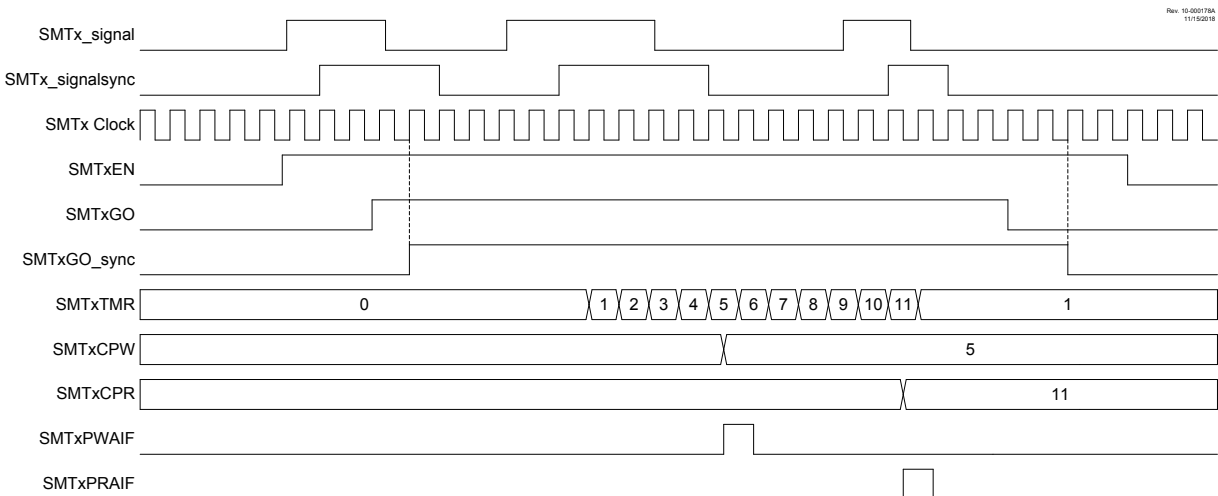 Rev. 10-000178A
11/15/2018
SMTx_signal
SMTx_signalsync
SMTx Clock
SMTxEN
SMTxGO
SMTxGO_sync
SMTxTMR 0 1 2 3 4 5 6 7 8 9 10 11 1
SMTxCPW 5
SMTxCPR 11
SMTxPWAIF
SMTxPRAIF